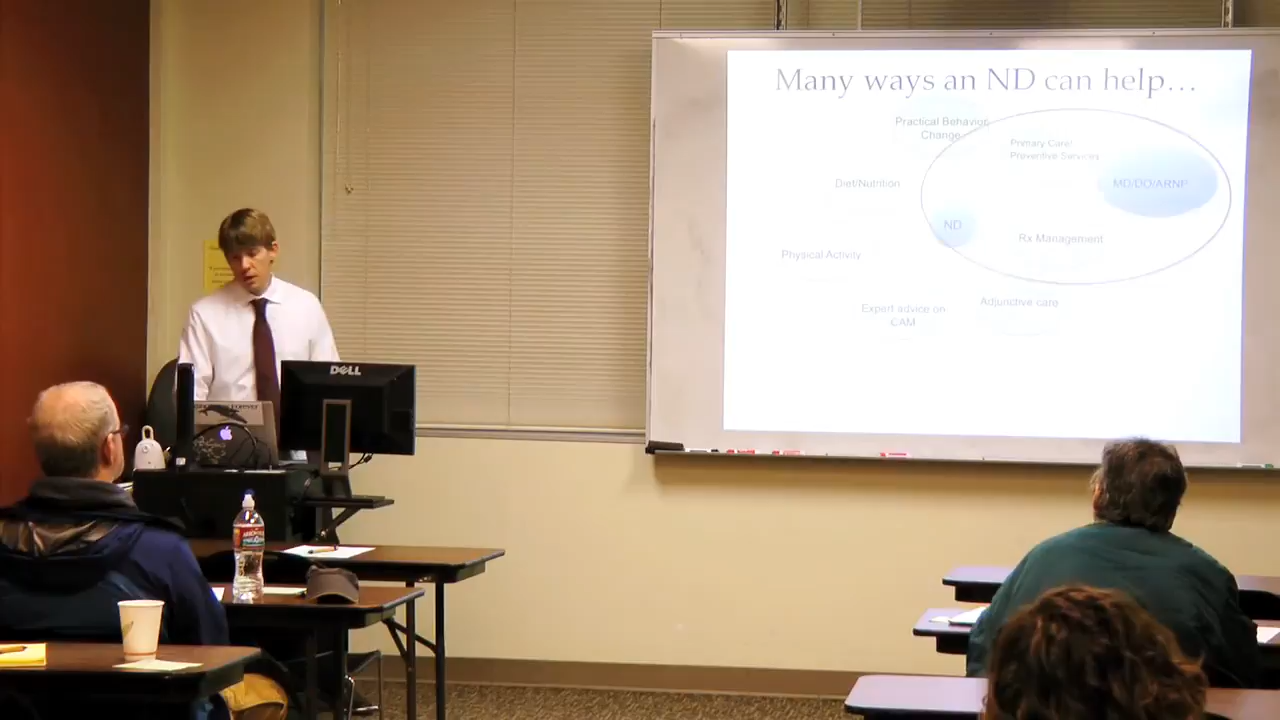 Many ways an ND can help...
Practical Behavior
Change
Primary Care/
Preventive Services
Diet/Nutrition
MD/DO/ARNP
ND
Rx Management
Physical Activity
Adjunctive care
Expert advice on
CAM
DELL
FOREVER